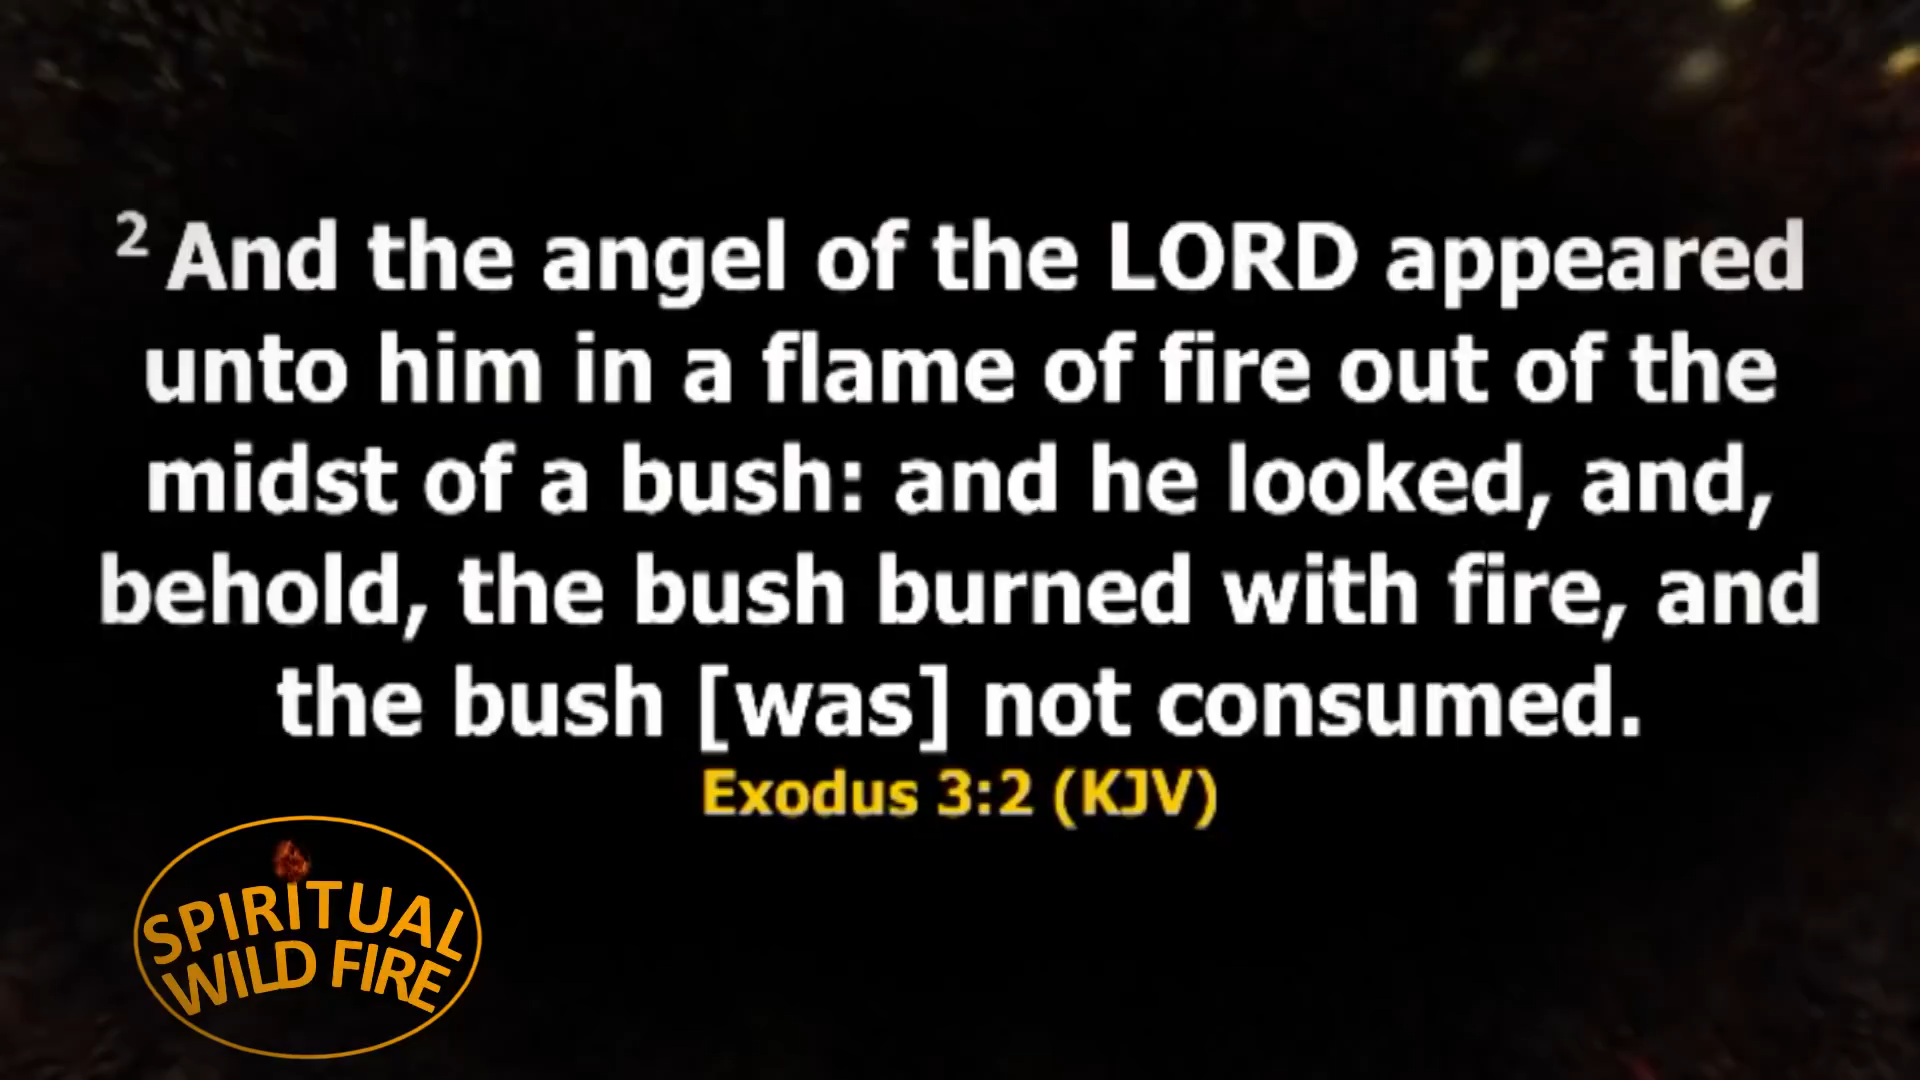 2 And the angel of the LORD appeared
unto him in a flame of fire out of the
midst of a bush: and he looked, and,
behold, the bush burned with fire, and
the bush [was] not consumed.
Exodus 3:2 (KJV)
SPIRITUAL
WILD FIRE